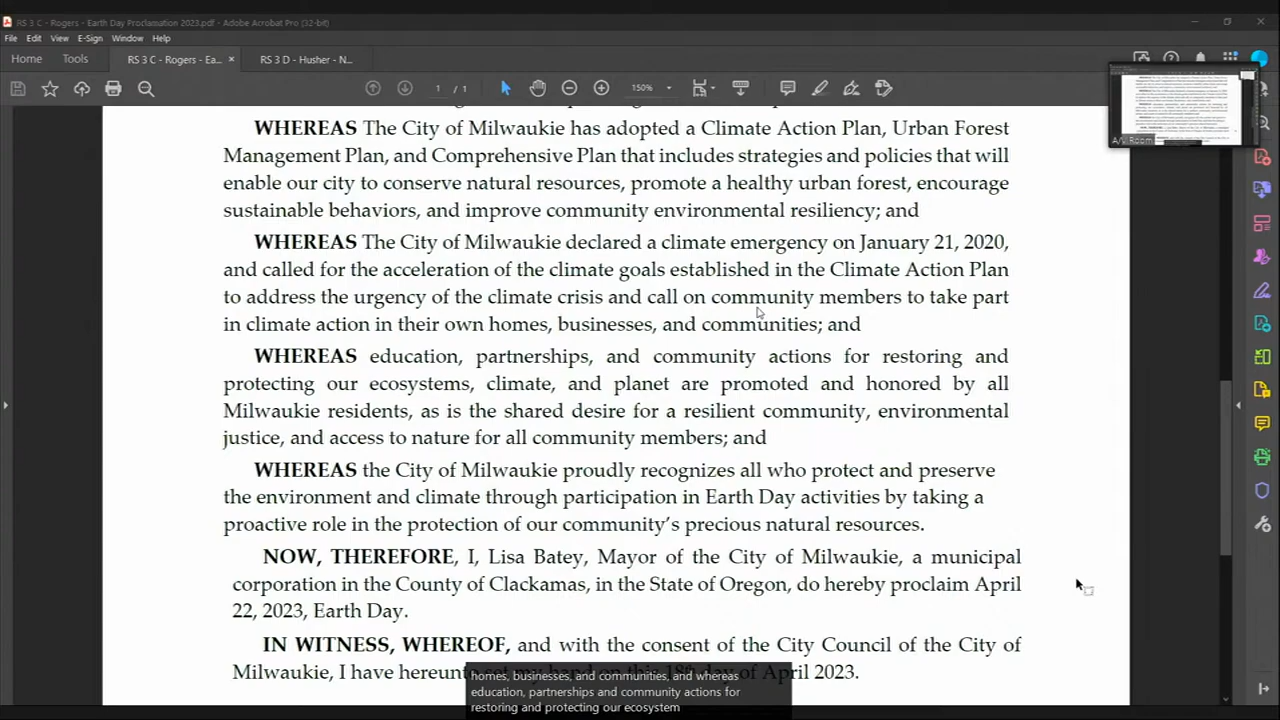 RS 3 C - Rogers - Earth Day Proclamation 2023.pdf - Adobe Acrobat Pro (32-bit)
File Edit View E-Sign Window Help
Home Tools RS 3 C - Rogers - Ea... × RS 3 D - Husher - N...
150%
A/V Room
WHEREAS The City of Milwaukie has adopted a Climate Action Plan, Urban Forest
Management Plan, and Comprehensive Plan that includes strategies and policies that will
enable our city to conserve natural resources, promote a healthy urban forest, encourage
sustainable behaviors, and improve community environmental resiliency; and
WHEREAS The City of Milwaukie declared a climate emergency on January 21, 2020,
and called for the acceleration of the climate goals established in the Climate Action Plan
to address the urgency of the climate crisis and call on community members to take part
in climate action in their own homes, businesses, and communities; and
WHEREAS education, partnerships, and community actions for restoring and
protecting our ecosystems, climate, and planet are promoted and honored by all
Milwaukie residents, as is the shared desire for a resilient community, environmental
justice, and access to nature for all community members; and
WHEREAS the City of Milwaukie proudly recognizes all who protect and preserve
the environment and climate through participation in Earth Day activities by taking a
proactive role in the protection of our community's precious natural resources.
NOW, THEREFORE, I, Lisa Batey, Mayor of the City of Milwaukie, a municipal
corporation in the County of Clackamas, in the State of Oregon, do hereby proclaim April
22, 2023, Earth Day.
IN WITNESS, WHEREOF, and with the consent of the City Council of the City of
Milwaukie, I have hereunto set my hand on this 18th day of April 2023.
homes, businesses, and communities, and whereas
education, partnerships and community actions for
restoring and protecting our ecosystem